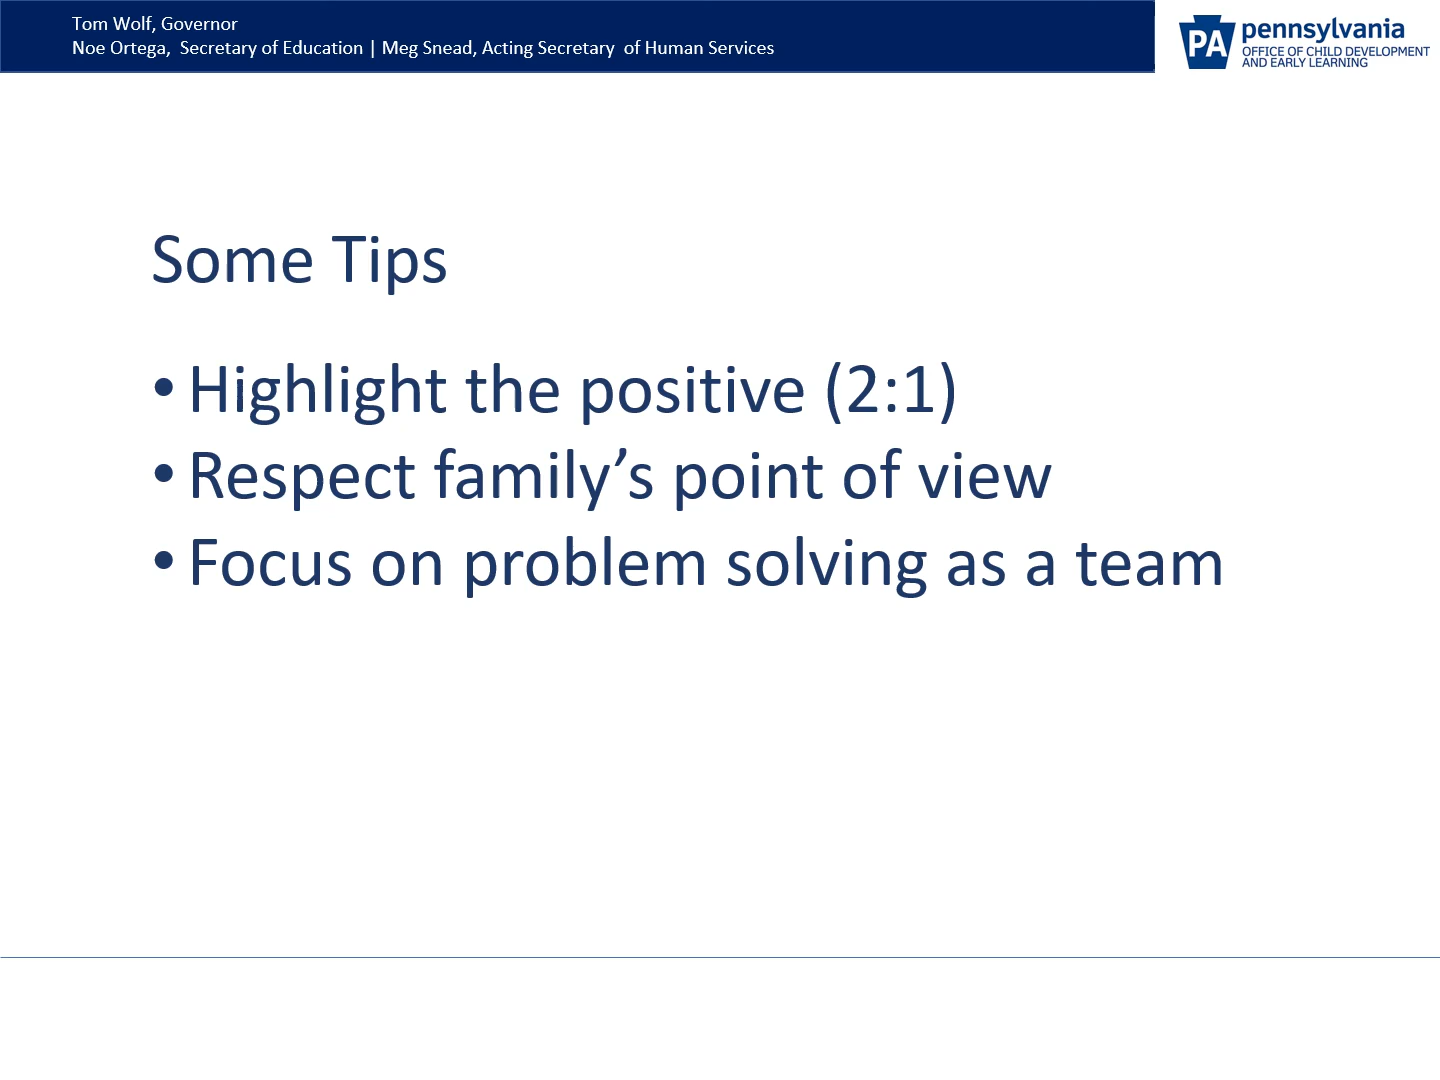 Tom Wolf, Governor
Noe Ortega,  Secretary of Education | Meg Snead, Acting Secretary  of Human Services
PA pennsylvania
OFFICE OF CHILD DEVELOPMENT
AND EARLY LEARNING
Some Tips
• Highlight the positive (2:1)
• Respect family’s point of view
• Focus on problem solving as a team